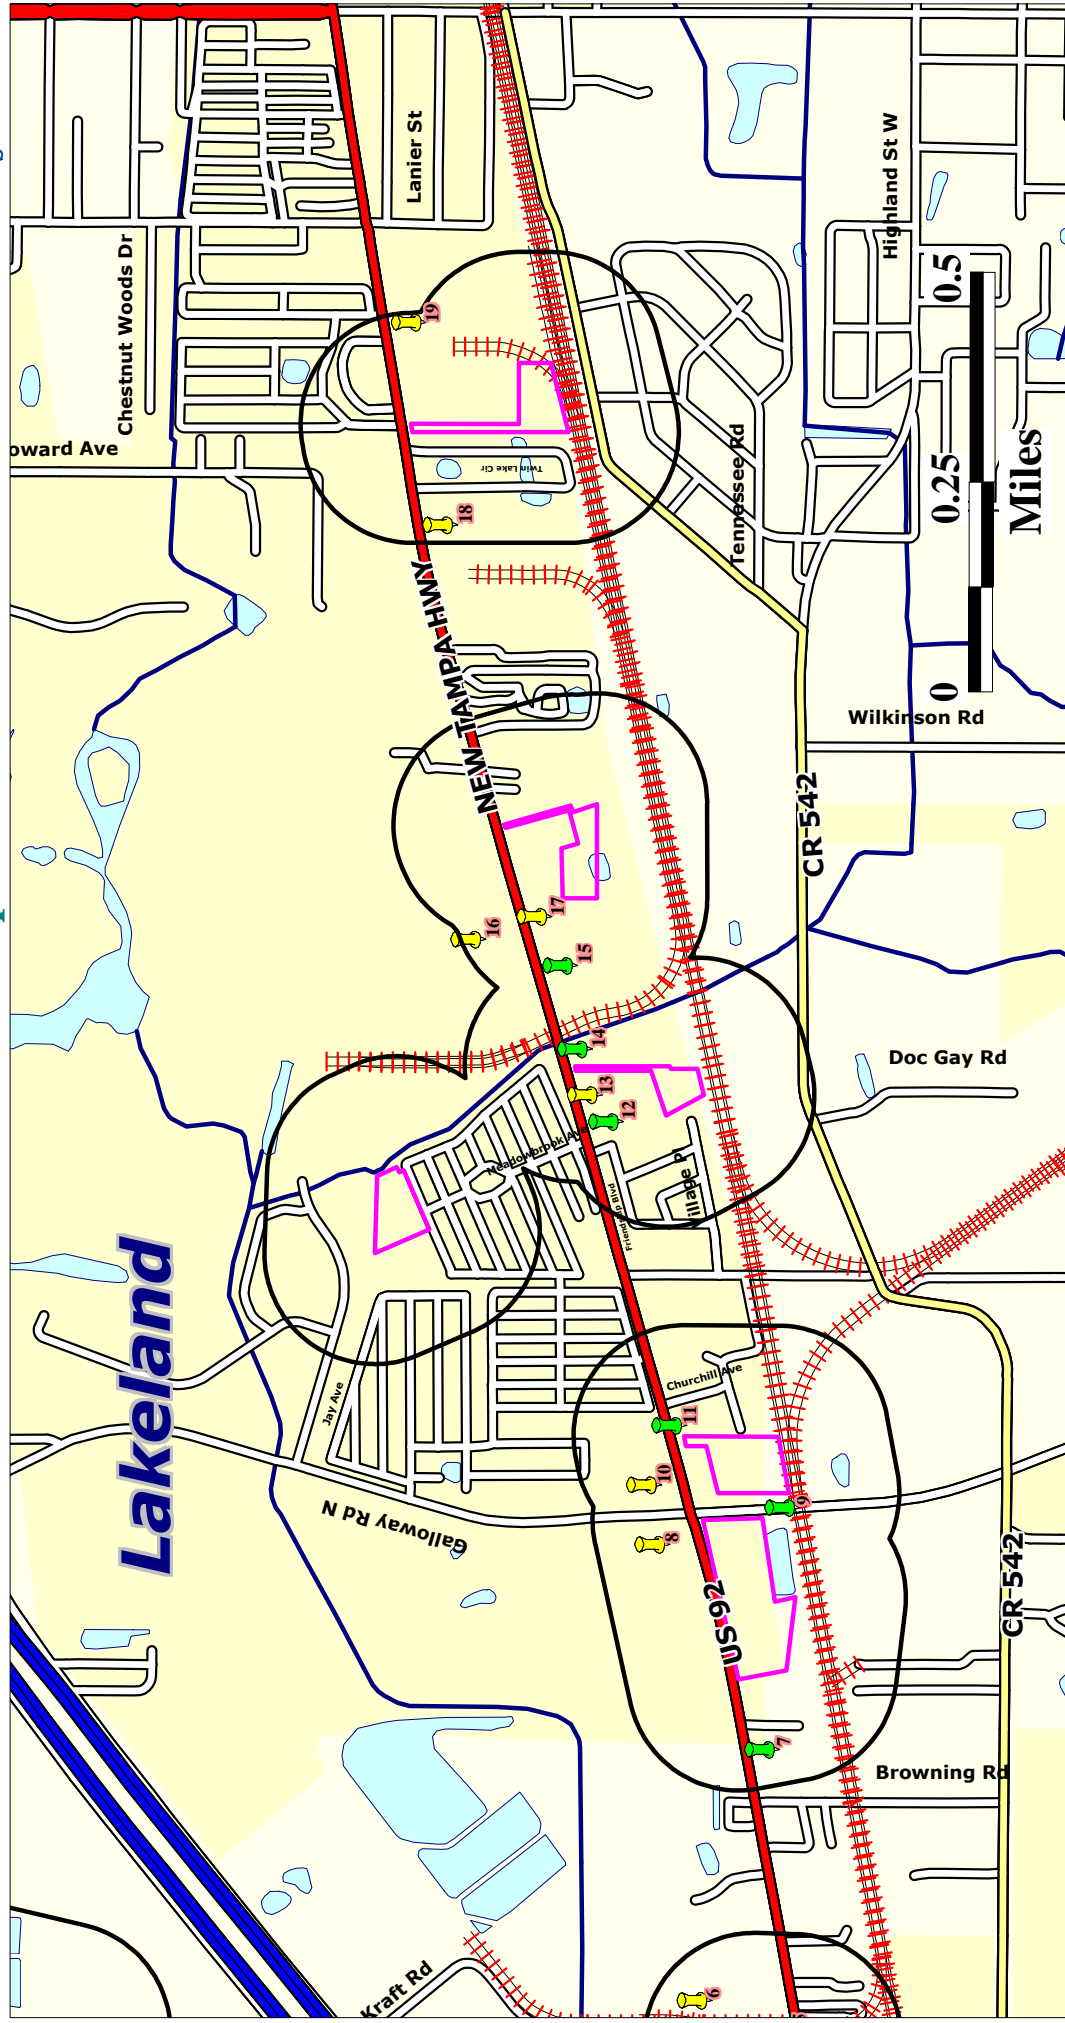 Lanier St
Highland St W
Chestnut Woods Dr
oward Ave
19
Twin Lake Cir
18
Tennessee Rd
0 0.25 0.5
Miles
NEW TAMPA HWY
Wilkinson Rd
CR-542
17
16
15
14
13
12
Meadowbrook Ave
Doc Gay Rd
illage P
Friendship Blvd
Lakeland
Jay Ave
Churchill Ave
11
10
9
8
Galloway Rd N
US 92
CR-542
7
Browning Rd
Kraft Rd
6